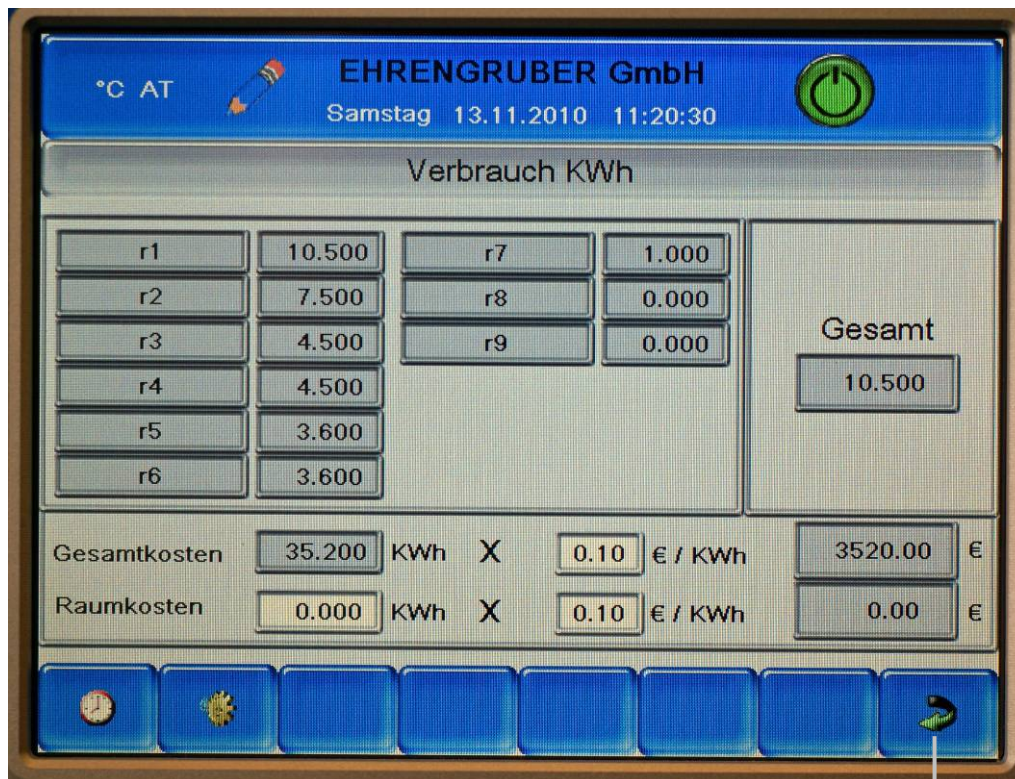 °C AT
EHRENGRUBER GmbH
Samstag 13.11.2010 11:20:30
Verbrauch KWh
r1 10.500 r7 1.000
r2 7.500 r8 0.000
r3 4.500 r9 0.000
r4 4.500
r5 3.600
r6 3.600
Gesamt
10.500
Gesamtkosten 35.200 KWh X 0.10 € / KWh 3520.00 €
Raumkosten 0.000 KWh X 0.10 € / KWh 0.00 €